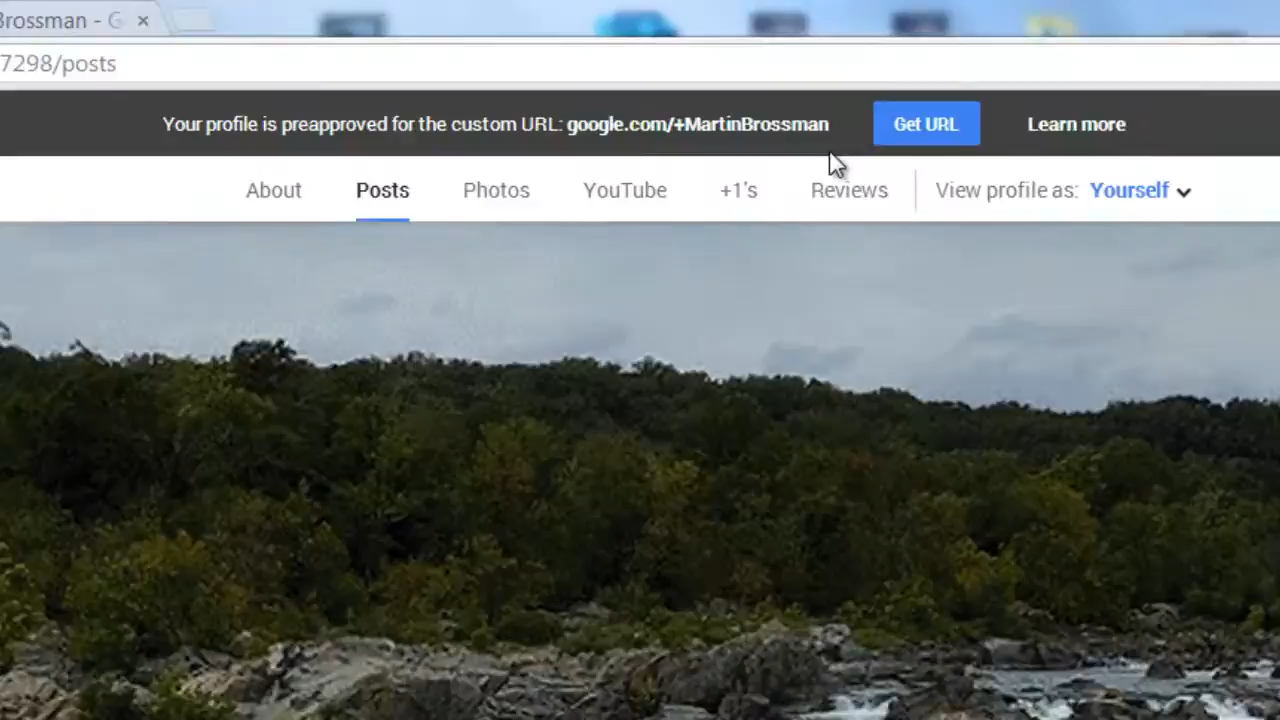 Brossman - G
7298/posts
Your profile is preapproved for the custom URL: google.com/+MartinBrossman Get URL Learn more
About Posts Photos YouTube +1's Reviews View profile as: Yourself